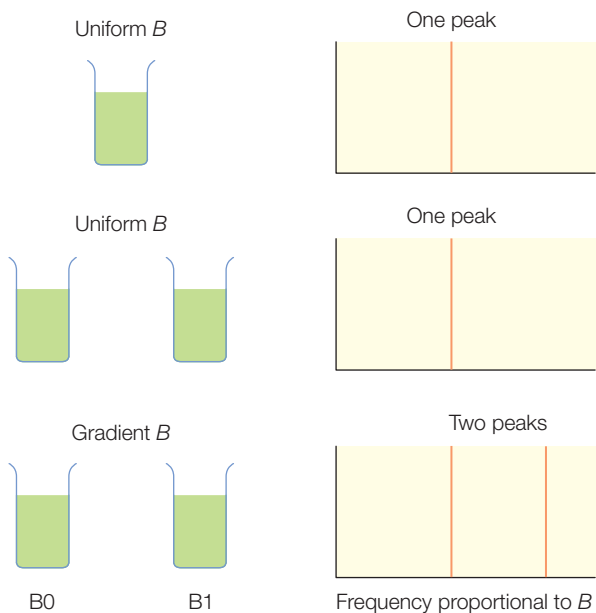 Uniform B
One peak
Uniform B
One peak
Gradient B
Two peaks
B0
B1
Frequency proportional to B